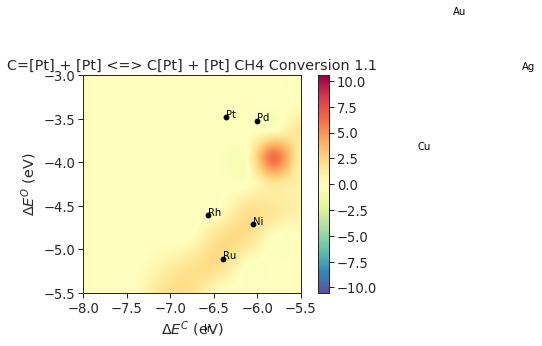 Au
Ag
C=[Pt] + [Pt] <=> C[Pt] + [Pt] CH4 Conversion 1.1
−3.0
−3.5
−4.0
−4.5
−5.0
−5.5
ΔE^O (eV)
Pt
Pd
Rh
Ni
Ru
Cu
10.0
7.5
5.0
2.5
0.0
−2.5
−5.0
−7.5
−10.0
−8.0 −7.5 −7.0 −6.5 −6.0 −5.5
ΔE^C (eV)
Ir